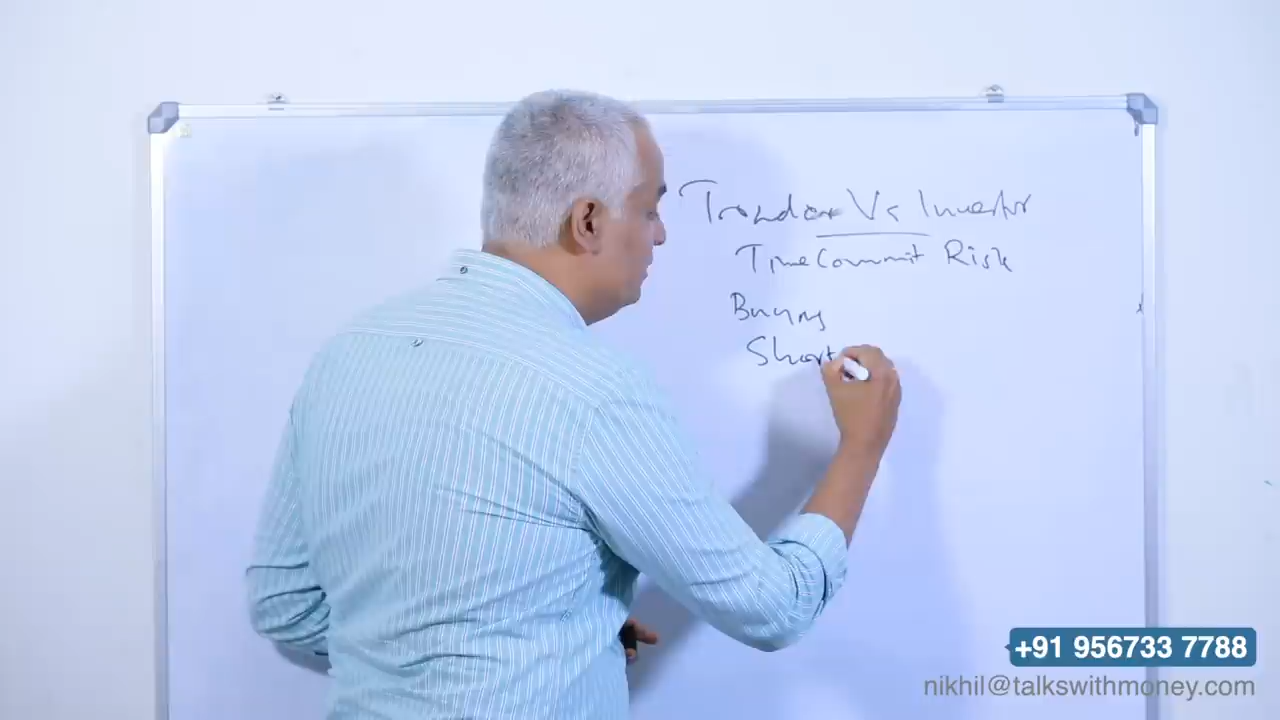 Trader Vs Investor
Time Commit Risk
Buying
Short
+91 956733 7788
nikhil@talkswithmoney.com